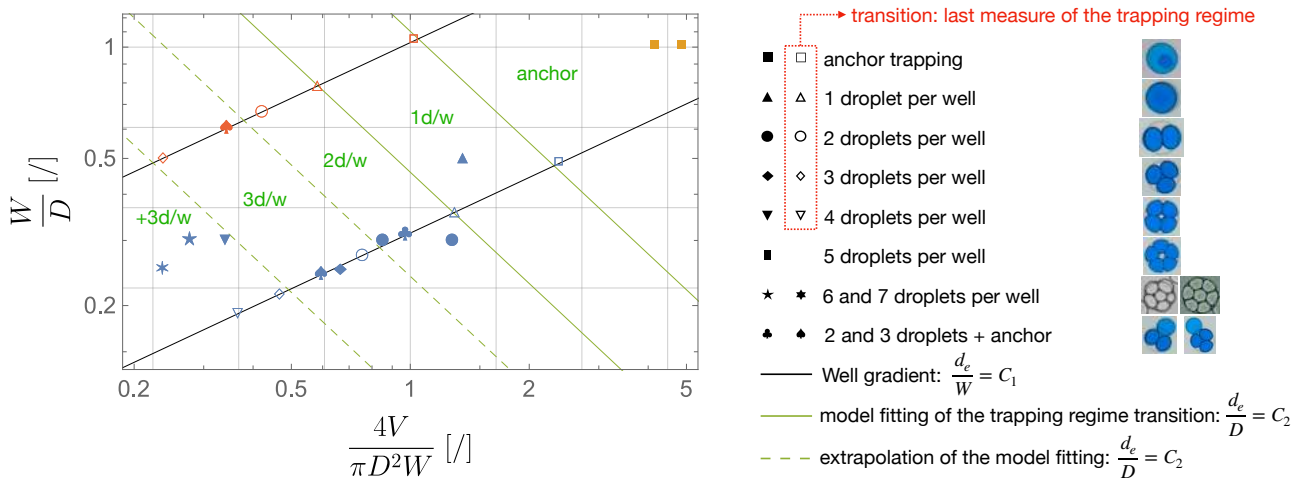 transition: last measure of the trapping regime
1
0.5
0.2
W/D [/]
anchor
1d/w
2d/w
3d/w
+3d/w
0.2 0.5 1 2 5
4V/πD²W [/]
anchor trapping
1 droplet per well
2 droplets per well
3 droplets per well
4 droplets per well
5 droplets per well
6 and 7 droplets per well
2 and 3 droplets + anchor
Well gradient: d_e/W = C₁
model fitting of the trapping regime transition: d_e/D = C₂
extrapolation of the model fitting: d_e/D = C₂